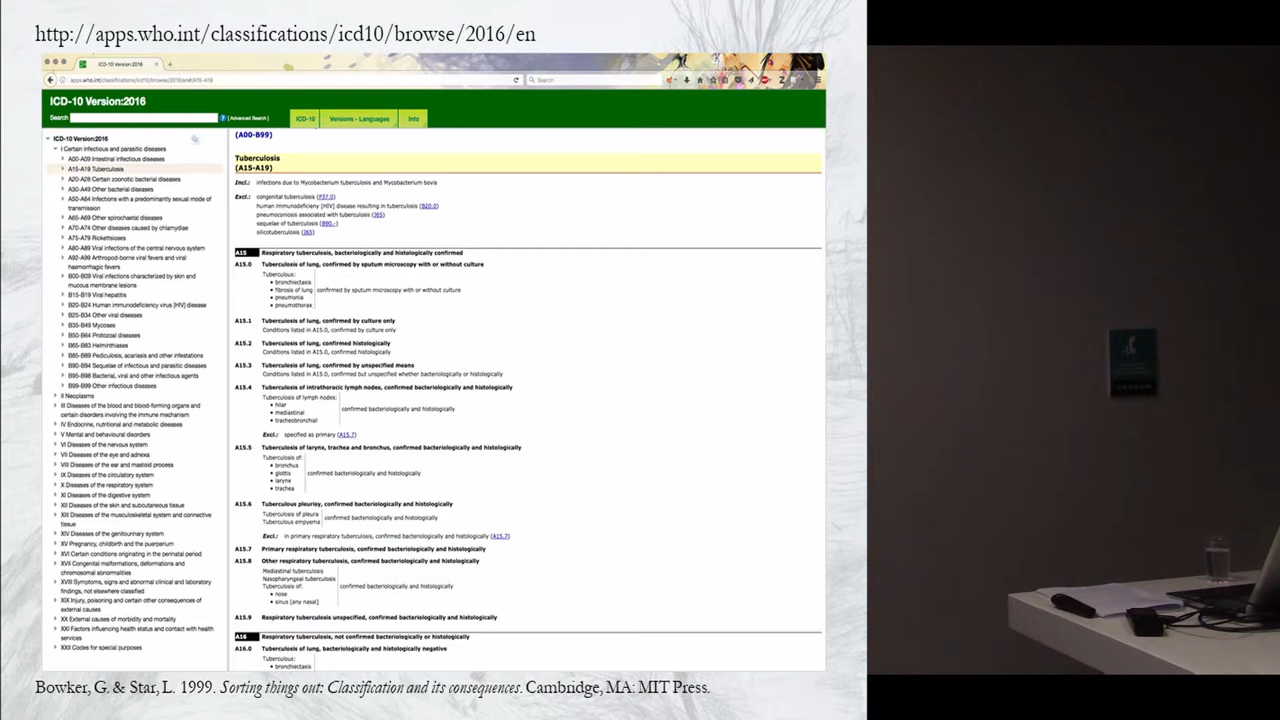 http://apps.who.int/classifications/icd10/browse/2016/en
ICD-10 Version:2016
apps.who.int/classifications/icd10/browse/2016/en#/A15-A19
Search
ICD-10 Version:2016
Search
[ Advanced Search ]
ICD-10
Versions - Languages
Info
ICD-10 Version:2016
I Certain infectious and parasitic diseases
A00-A09 Intestinal infectious diseases
A15-A19 Tuberculosis
A20-A28 Certain zoonotic bacterial diseases
A30-A49 Other bacterial diseases
A50-A64 Infections with a predominantly sexual mode of
transmission
A65-A69 Other spirochaetal diseases
A70-A74 Other diseases caused by chlamydiae
A75-A79 Rickettsioses
A80-A89 Viral infections of the central nervous system
A92-A99 Arthropod-borne viral fevers and viral
haemorrhagic fevers
B00-B09 Viral infections characterized by skin and
mucous membrane lesions
B15-B19 Viral hepatitis
B20-B24 Human immunodeficiency virus [HIV] disease
B25-B34 Other viral diseases
B35-B49 Mycoses
B50-B64 Protozoal diseases
B65-B83 Helminthiases
B85-B89 Pediculosis, acariasis and other infestations
B90-B94 Sequelae of infectious and parasitic diseases
B95-B98 Bacterial, viral and other infectious agents
B99-B99 Other infectious diseases
II Neoplasms
III Diseases of the blood and blood-forming organs and
certain disorders involving the immune mechanism
IV Endocrine, nutritional and metabolic diseases
V Mental and behavioural disorders
VI Diseases of the nervous system
VII Diseases of the eye and adnexa
VIII Diseases of the ear and mastoid process
IX Diseases of the circulatory system
X Diseases of the respiratory system
XI Diseases of the digestive system
XII Diseases of the skin and subcutaneous tissue
XIII Diseases of the musculoskeletal system and connective
tissue
XIV Diseases of the genitourinary system
XV Pregnancy, childbirth and the puerperium
XVI Certain conditions originating in the perinatal period
XVII Congenital malformations, deformations and
chromosomal abnormalities
XVIII Symptoms, signs and abnormal clinical and laboratory
findings, not elsewhere classified
XIX Injury, poisoning and certain other consequences of
external causes
XX External causes of morbidity and mortality
XXI Factors influencing health status and contact with health
services
XXII Codes for special purposes
(A00-B99)
Tuberculosis
(A15-A19)
Incl.: infections due to Mycobacterium tuberculosis and Mycobacterium bovis
Excl.: congenital tuberculosis (P37.0)
human immunodeficieny [HIV] disease resulting in tuberculosis (B20.0)
pneumoconiosis associated with tuberculosis (J65)
sequelae of tuberculosis (B90.-)
silicotuberculosis (J65)
A15 Respiratory tuberculosis, bacteriologically and histologically confirmed
A15.0 Tuberculosis of lung, confirmed by sputum microscopy with or without culture
Tuberculous:
• bronchiectasis
• fibrosis of lung
• pneumonia
• pneumothorax
confirmed by sputum microscopy with or without culture
A15.1 Tuberculosis of lung, confirmed by culture only
Conditions listed in A15.0, confirmed by culture only
A15.2 Tuberculosis of lung, confirmed histologically
Conditions listed in A15.0, confirmed histologically
A15.3 Tuberculosis of lung, confirmed by unspecified means
Conditions listed in A15.0, confirmed but unspecified whether bacteriologically or histologically
A15.4 Tuberculosis of intrathoracic lymph nodes, confirmed bacteriologically and histologically
Tuberculosis of lymph nodes:
• hilar
• mediastinal
• tracheobronchial
confirmed bacteriologically and histologically
Excl.: specified as primary (A15.7)
A15.5 Tuberculosis of larynx, trachea and bronchus, confirmed bacteriologically and histologically
Tuberculosis of:
• bronchus
• glottis
• larynx
• trachea
confirmed bacteriologically and histologically
A15.6 Tuberculous pleurisy, confirmed bacteriologically and histologically
Tuberculosis of pleura
Tuberculous empyema
confirmed bacteriologically and histologically
Excl.: in primary respiratory tuberculosis, confirmed bacteriologically and histologically (A15.7)
A15.7 Primary respiratory tuberculosis, confirmed bacteriologically and histologically
A15.8 Other respiratory tuberculosis, confirmed bacteriologically and histologically
Mediastinal tuberculosis
Nasopharyngeal tuberculosis
Tuberculosis of:
• nose
• sinus [any nasal]
confirmed bacteriologically and histologically
A15.9 Respiratory tuberculosis unspecified, confirmed bacteriologically and histologically
A16 Respiratory tuberculosis, not confirmed bacteriologically or histologically
A16.0 Tuberculosis of lung, bacteriologically and histologically negative
Tuberculous:
• bronchiectasis
Bowker, G. & Star, L. 1999. Sorting things out: Classification and its consequences. Cambridge, MA: MIT Press.